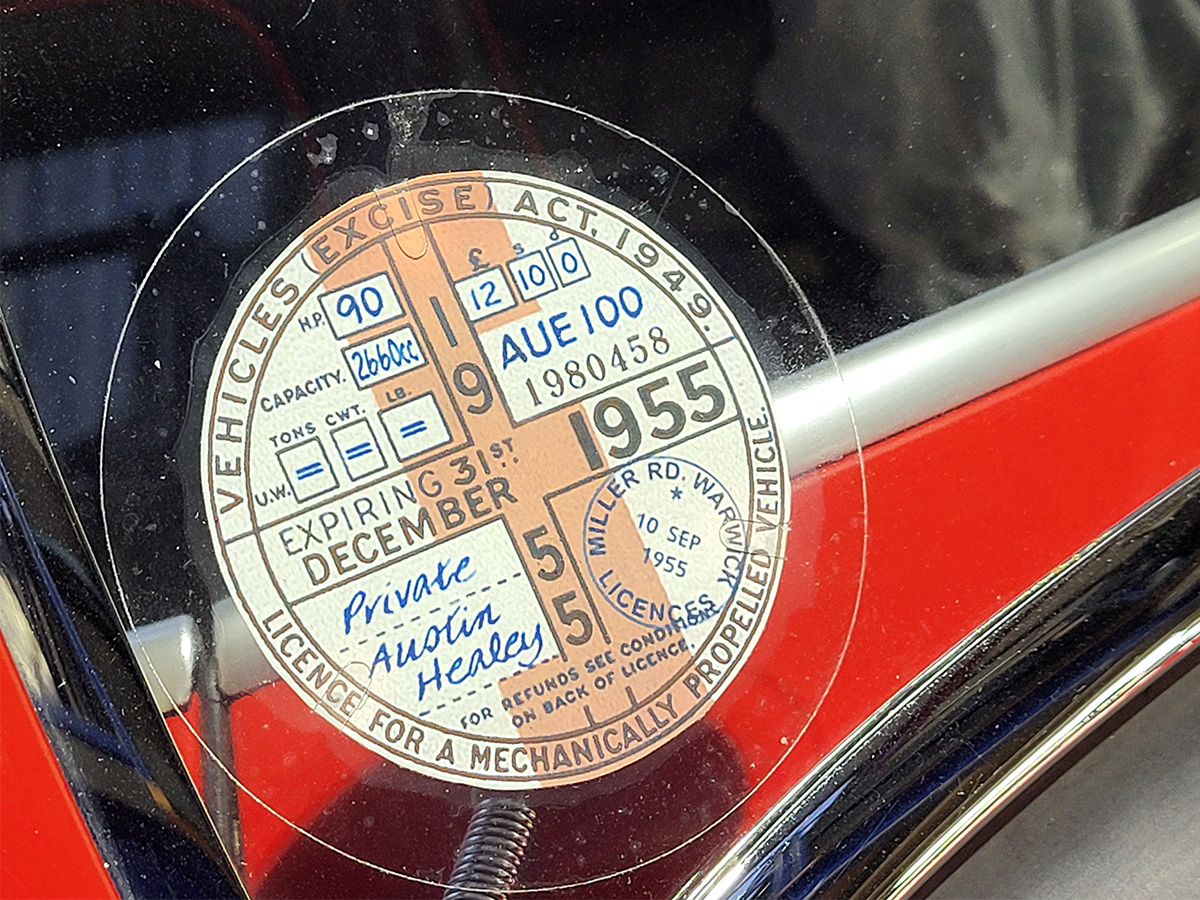 VEHICLES (EXCISE) ACT, 1949.
H.P. 90
CAPACITY. 2660cc
TONS CWT. LB.
U.W. = = =
£ s d
12 10 0
AUE 100
1980458
19
1955
EXPIRING 31ST
DECEMBER
55
Private
Austin
Healey
MILLER RD. WARWICK
*
10 SEP
1955
LICENCES
FOR REFUNDS SEE CONDITIONS
ON BACK OF LICENCE.
LICENCE FOR A MECHANICALLY PROPELLED VEHICLE.